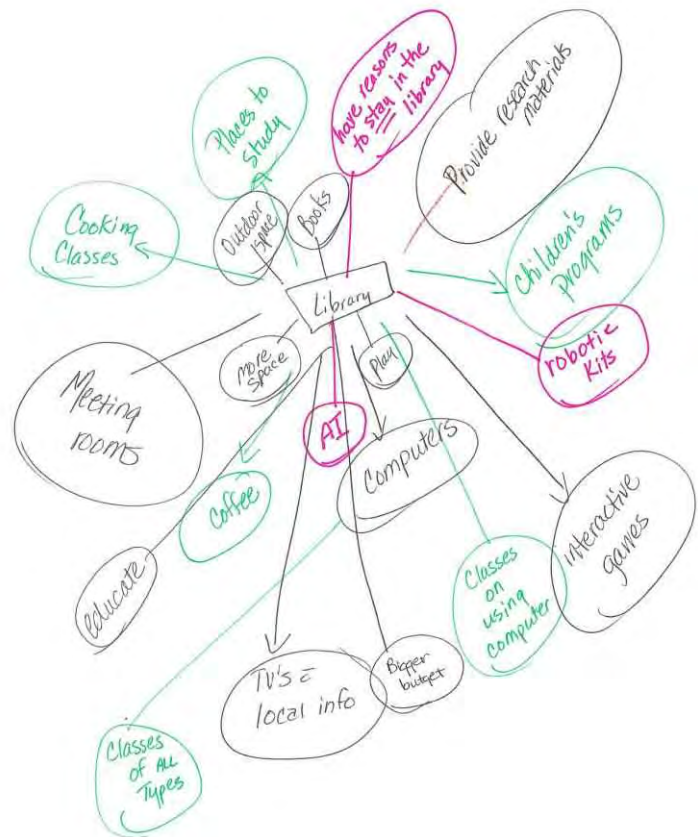 have reasons
to stay in the
library
Provide research
materials
Places to
study
Cooking
Classes
Outdoor
space
Books
Children's
Programs
Library
robotic
Kits
more
space
Play
Meeting
rooms
AI
Computers
Coffee
interactive
games
educate
Classes
on
using
computer
TV's =
local info
Bigger
budget
Classes
of ALL
Types